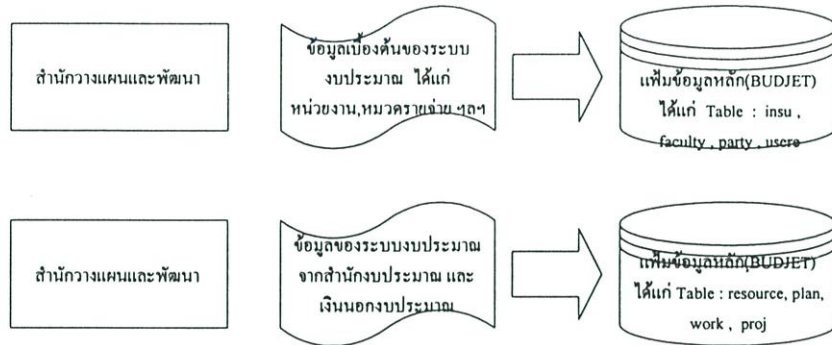 สำนักวางแผนและพัฒนา
ข้อมูลเบื้องต้นของระบบ
งบประมาณ ได้แก่
หน่วยงาน,หมวดรายจ่าย ฯลฯ
แฟ้มข้อมูลหลัก(BUDJET)
ได้แก่ Table : insu ,
faculty , party , usere
สำนักวางแผนและพัฒนา
ข้อมูลของระบบงบประมาณ
จากสำนักงบประมาณ และ
เงินนอกงบประมาณ
แฟ้มข้อมูลหลัก(BUDJET)
ได้แก่ Table : resource, plan,
work , proj